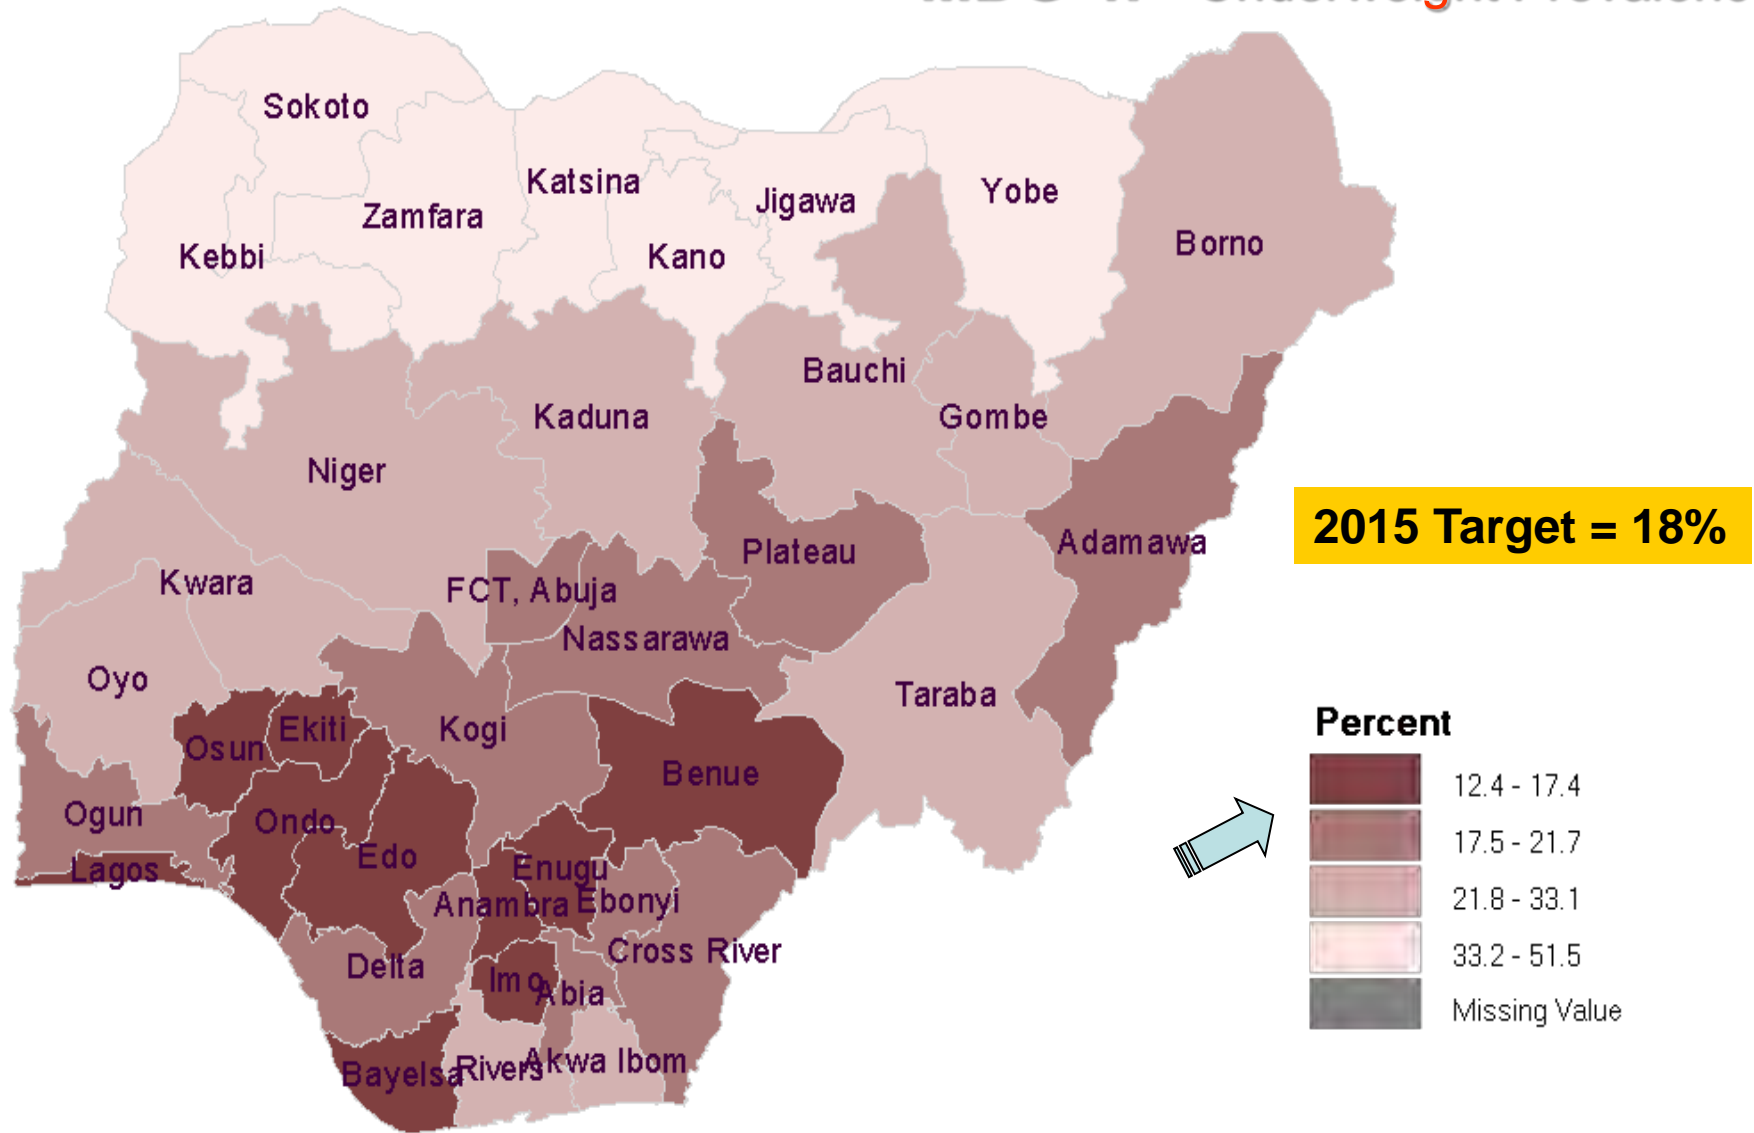 Sokoto
Katsina
Zamfara
Jigawa
Yobe
Kebbi
Kano
Borno
Bauchi
Kaduna
Gombe
Niger
2015 Target = 18%
Plateau
Adamawa
Kwara
FCT, Abuja
Nassarawa
Oyo
Taraba
Percent
Ekiti
Kogi
Osun
Benue
12.4 - 17.4
Ogun
Ondo
17.5 - 21.7
Edo
Lagos
Enugu
Anambra
Ebonyi
21.8 - 33.1
Cross River
33.2 - 51.5
Delta
Imo
Abia
Missing Value
Bayelsa
Rivers
Akwa Ibom